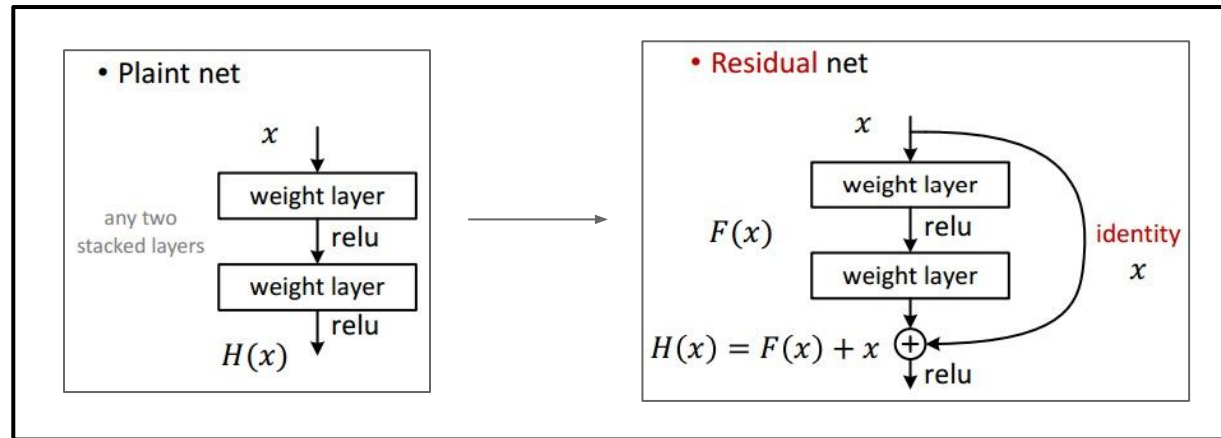 • Plaint net
x
weight layer
any two
stacked layers
relu
weight layer
relu
H(x)
• Residual net
x
weight layer
F(x)
relu
identity
x
weight layer
H(x) = F(x) + x
+
relu